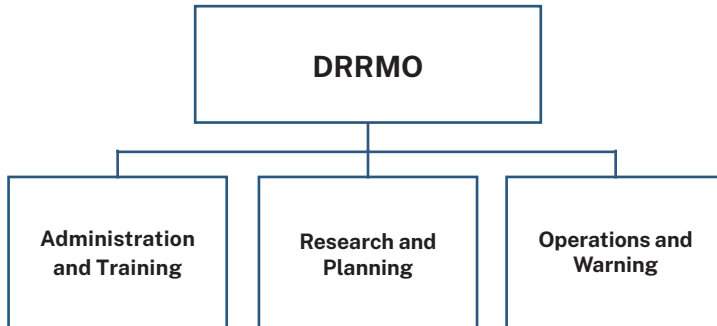 DRRMO
Administration
and Training
Research and
Planning
Operations and
Warning